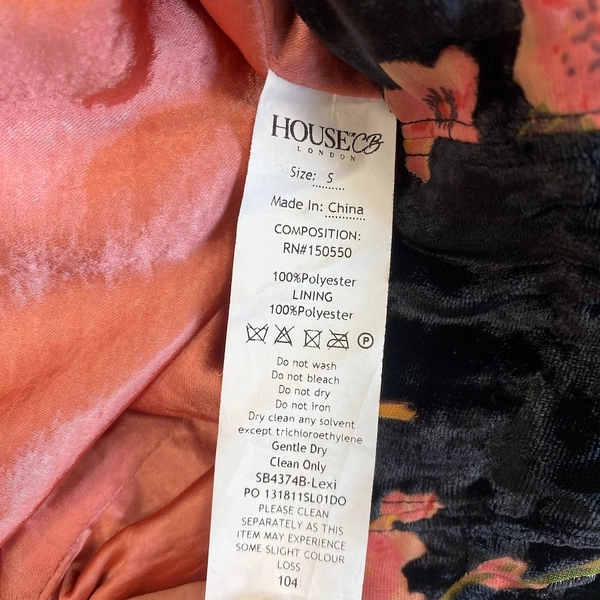 HOUSE OF CB
LONDON
Size: S
Made In: China
COMPOSITION:
RN#150550
100%Polyester
LINING
100%Polyester
P
Do not wash
Do not bleach
Do not dry
Do not iron
Dry clean any solvent
except trichloroethylene
Gentle Dry
Clean Only
SB4374B-Lexi
PO 131811SL01DO
PLEASE CLEAN
SEPARATELY AS THIS
ITEM MAY EXPERIENCE
SOME SLIGHT COLOUR
LOSS
104